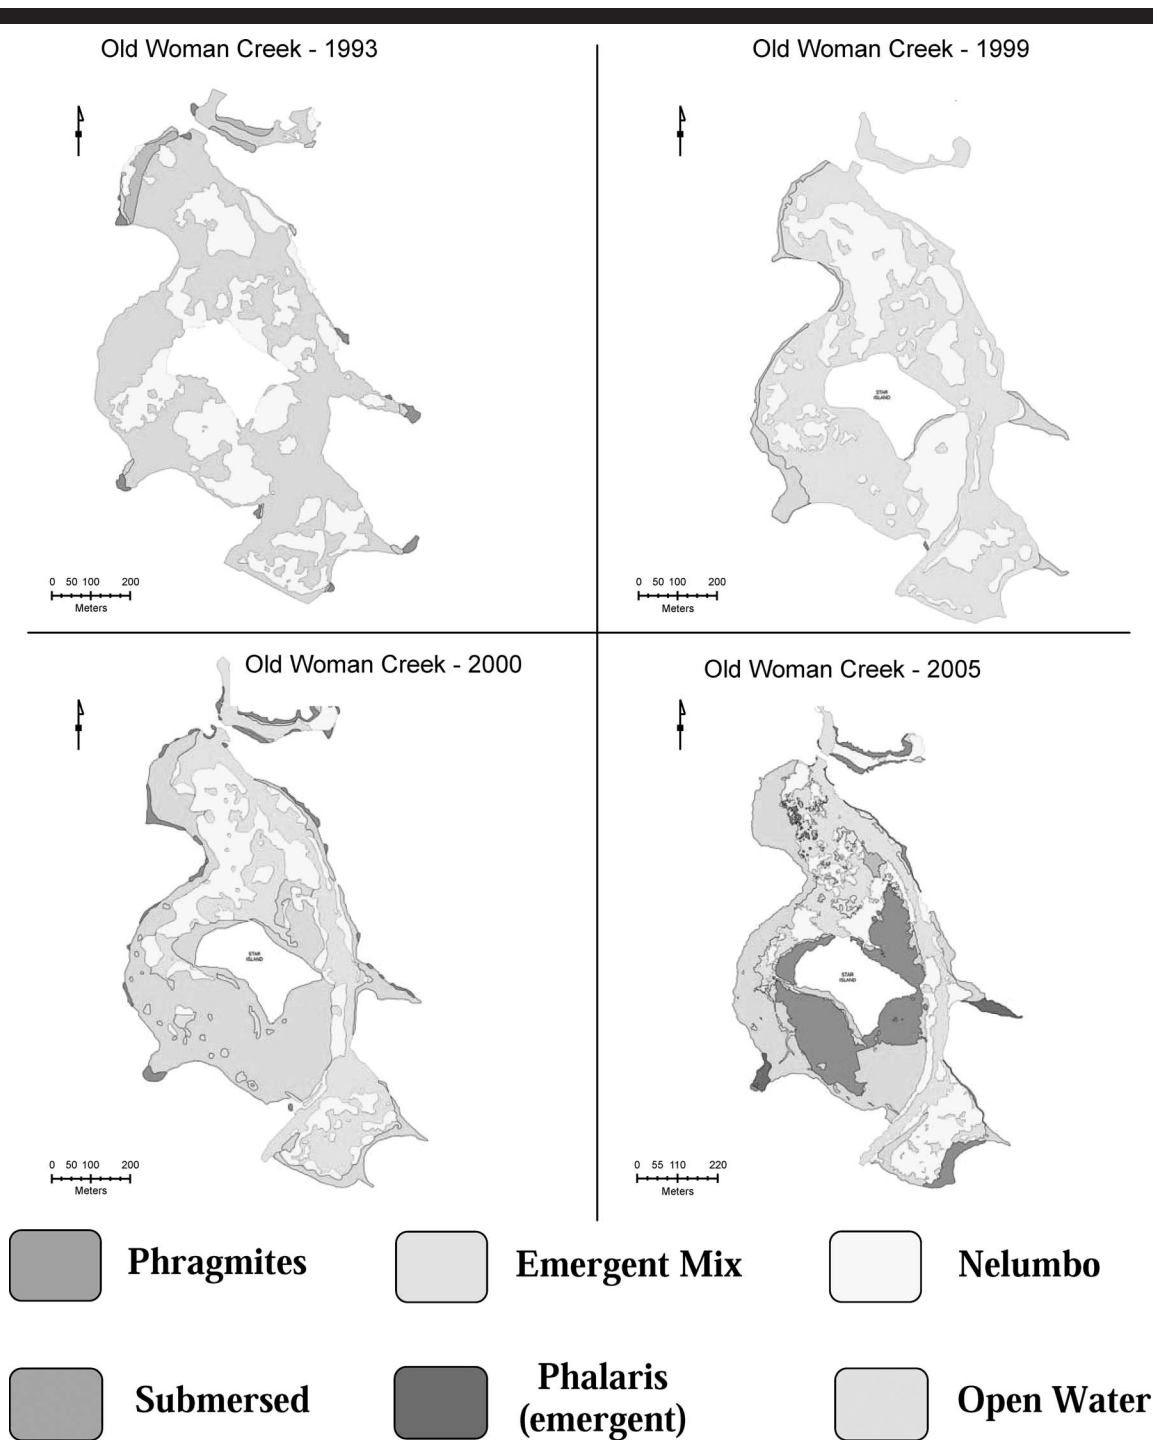 Old Woman Creek - 1993
Old Woman Creek - 1999
STAR
ISLAND
0 50 100 200
Meters
0 50 100 200
Meters
Old Woman Creek - 2000
Old Woman Creek - 2005
STAR
ISLAND
STAR
ISLAND
0 50 100 200
Meters
0 55 110 220
Meters
Phragmites
Emergent Mix
Nelumbo
Submersed
Phalaris
(emergent)
Open Water